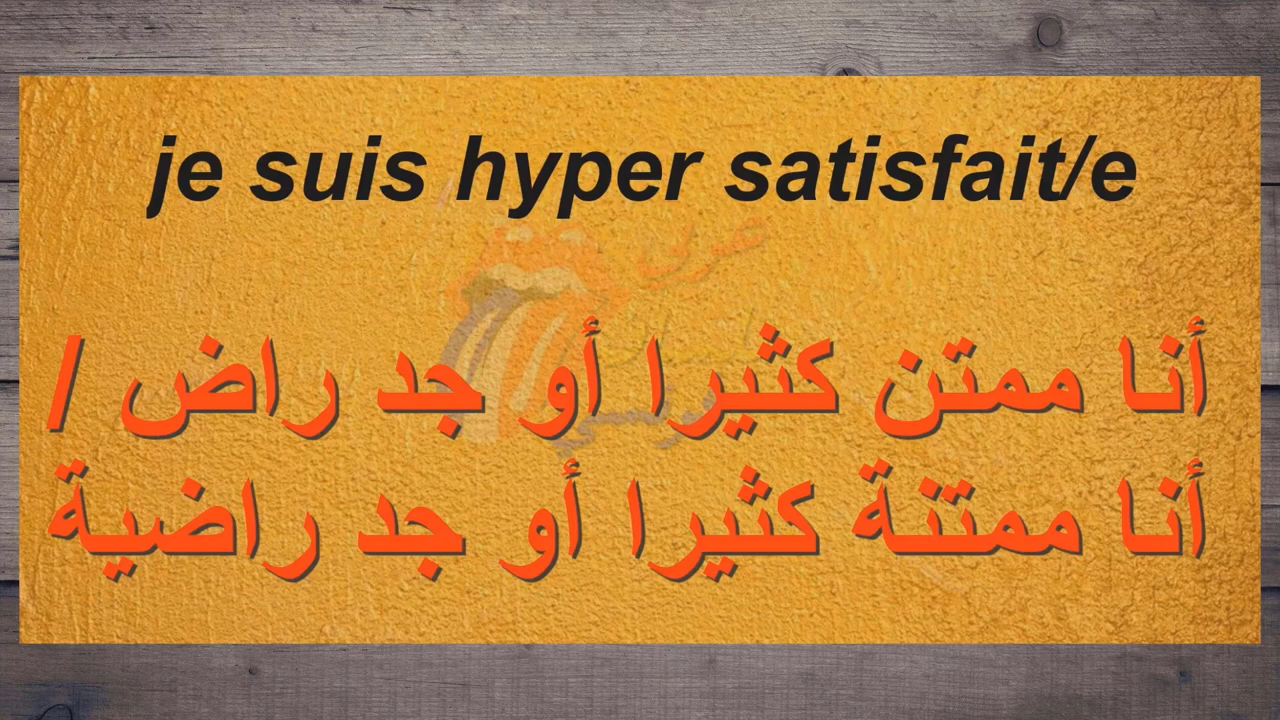 je suis hyper satisfait/e
أنا ممتن كثيرا أو جد راض /
أنا ممتنة كثيرا أو جد راضية